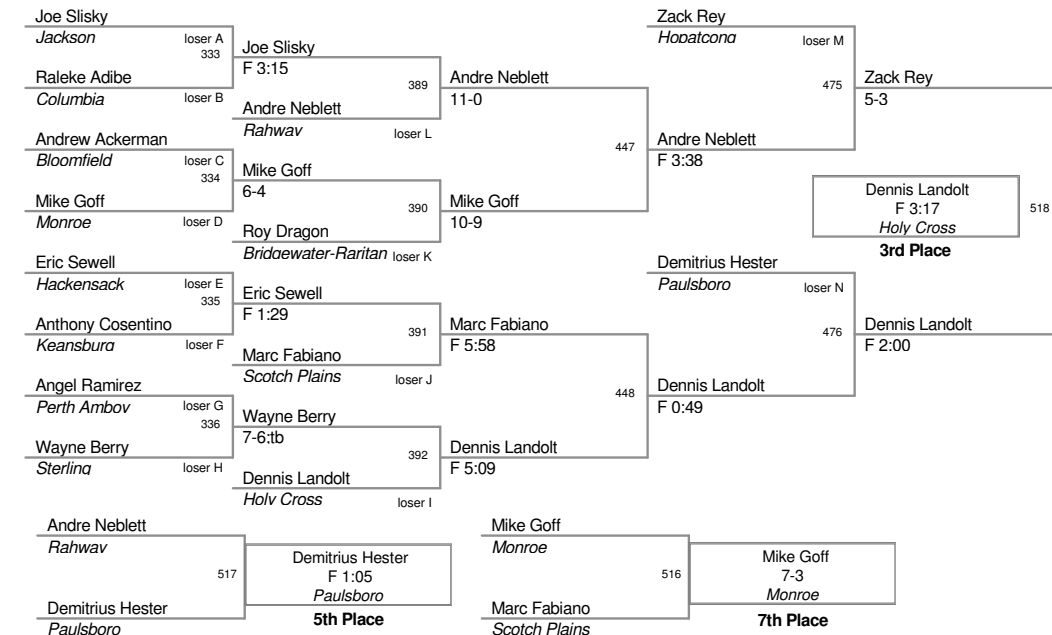 Joe Slisky
Jackson
loser A
333
Raleke Adibe
Columbia
loser B
Andrew Ackerman
Bloomfield
loser C
334
Mike Goff
Monroe
loser D
Eric Sewell
Hackensack
loser E
335
Anthony Cosentino
Keansburg
loser F
Angel Ramirez
Perth Amboy
loser G
336
Wayne Berry
Sterling
loser H
Joe Slisky
F 3:15
389
Andre Neblett
Rahway
loser L
Mike Goff
6-4
390
Roy Dragon
Bridgewater-Raritan
loser K
Eric Sewell
F 1:29
391
Marc Fabiano
Scotch Plains
loser J
Wayne Berry
7-6:tb
392
Dennis Landolt
Holy Cross
loser I
Andre Neblett
11-0
447
Mike Goff
10-9
Marc Fabiano
F 5:58
448
Dennis Landolt
F 5:09
Zack Rey
Hopatcong
loser M
475
Andre Neblett
F 3:38
Demitrius Hester
Paulsboro
loser N
476
Dennis Landolt
F 0:49
Zack Rey
5-3
Dennis Landolt
F 3:17
Holy Cross
518
3rd Place
Dennis Landolt
F 2:00
Andre Neblett
Rahway
517
Demitrius Hester
Paulsboro
Demitrius Hester
F 1:05
Paulsboro
5th Place
Mike Goff
Monroe
516
Marc Fabiano
Scotch Plains
Mike Goff
7-3
Monroe
7th Place